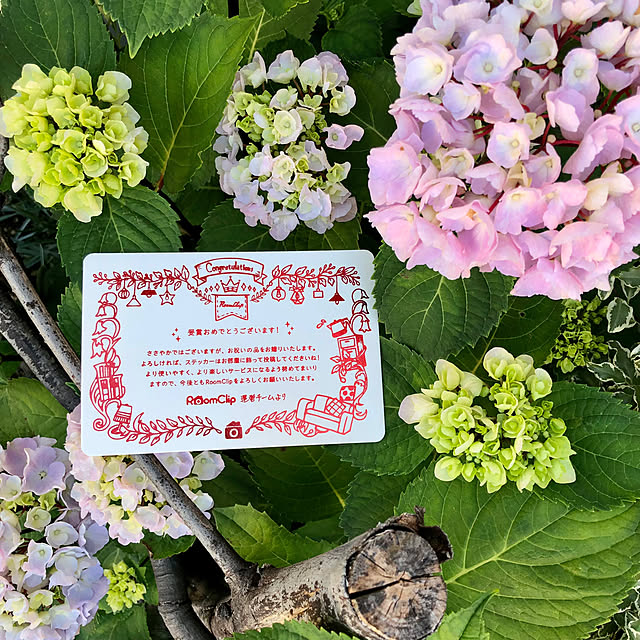 Congratulations
RoomClip
受賞おめでとうございます!
ささやかではございますが、お祝いの品をお贈りいたします。
よろしければ、ステッカーはお部屋に飾って投稿してくださいね!
より使いやすく、より楽しいサービスになるよう努めてまいり
ますので、今後ともRoomClipをよろしくお願いいたします。
RoomClip 運営チームより